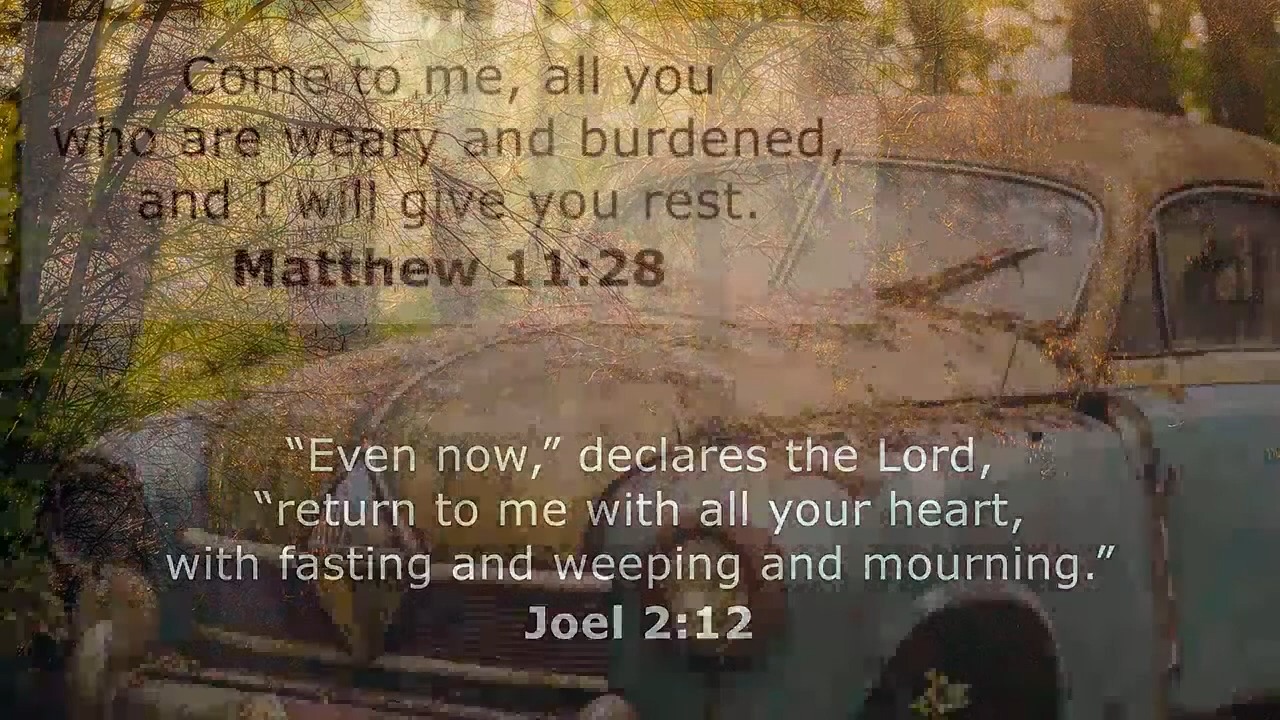 Come to me, all you
who are weary and burdened,
and I will give you rest.
Matthew 11:28
“Even now,” declares the Lord,
“return to me with all your heart,
with fasting and weeping and mourning.”
Joel 2:12